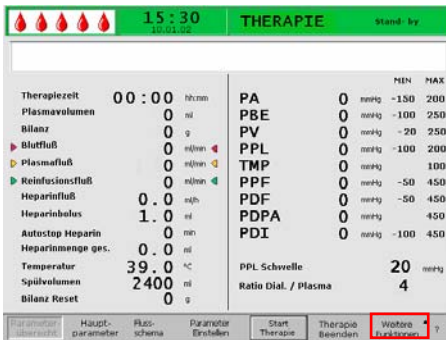 15:30 THERAPIE Stand-by
10.01.02
MIN MAX
Therapiezeit 00:00 hh:mm PA 0 mmHg -150 200
Plasmavolumen 0 ml PBE 0 mmHg -100 250
Bilanz 0 g PV 0 mmHg -20 250
Blutfluß 0 ml/min PPL 0 mmHg -100 200
Plasmafluß 0 ml/min TMP 0 mmHg 100
Reinfusionsfluß 0 ml/min PPF 0 mmHg -50 450
Heparinfluß 0.0 ml/h PDF 0 mmHg -50 450
Heparinbolus 1.0 ml PDPA 0 mmHg 450
Autostop Heparin 0 min PDI 0 mmHg -100 450
Heparinmenge ges. 0.0 ml
Temperatur 39.0 °C PPL Schwelle 20 mmHg
Spülvolumen 2400 ml Ratio Dial. / Plasma 4
Bilanz Reset 0 g
Parameter- Haupt- Fluss- Parameter Start Therapie Weitere
übersicht parameter schema Einstellen Therapie Beenden Funktionen ?